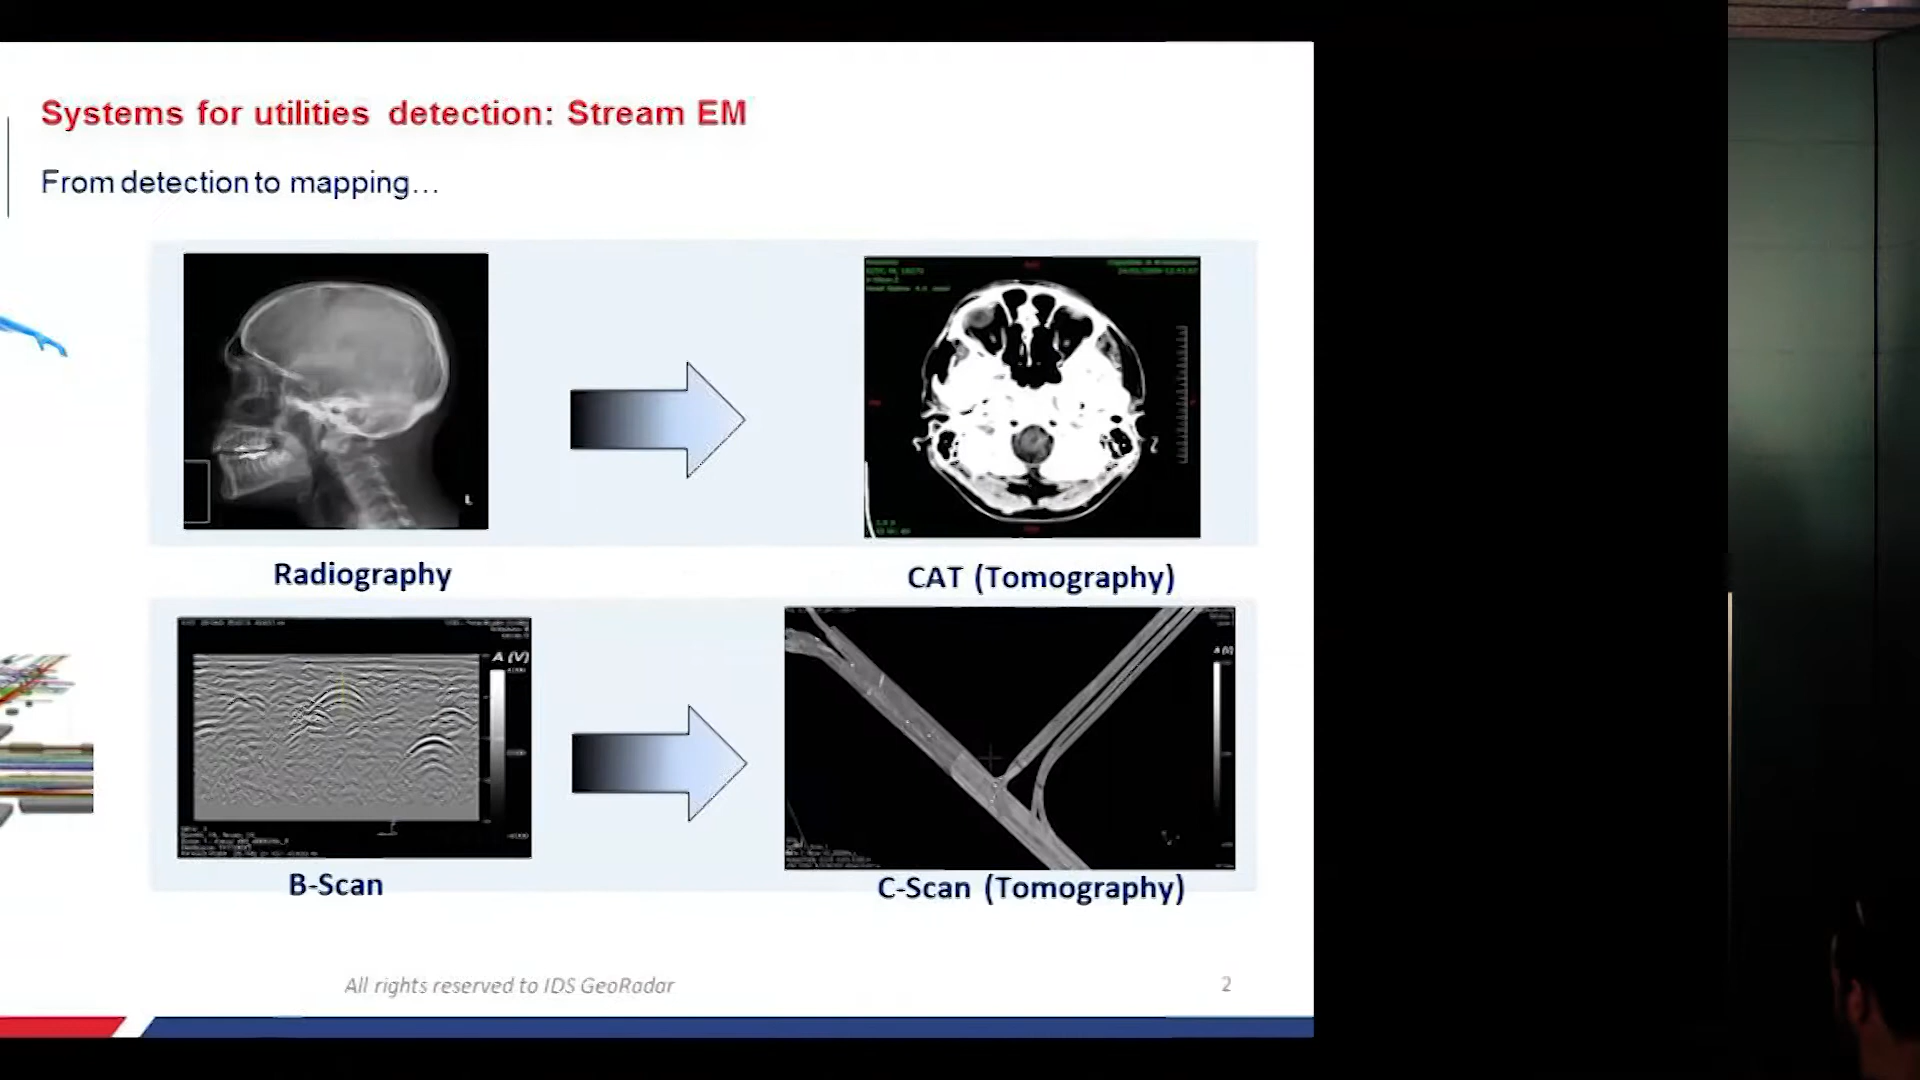 Systems for utilities detection: Stream EM
From detection to mapping...
L
Radiography
CAT (Tomography)
A (V)
A (V)
B-Scan
C-Scan (Tomography)
All rights reserved to IDS GeoRadar
2